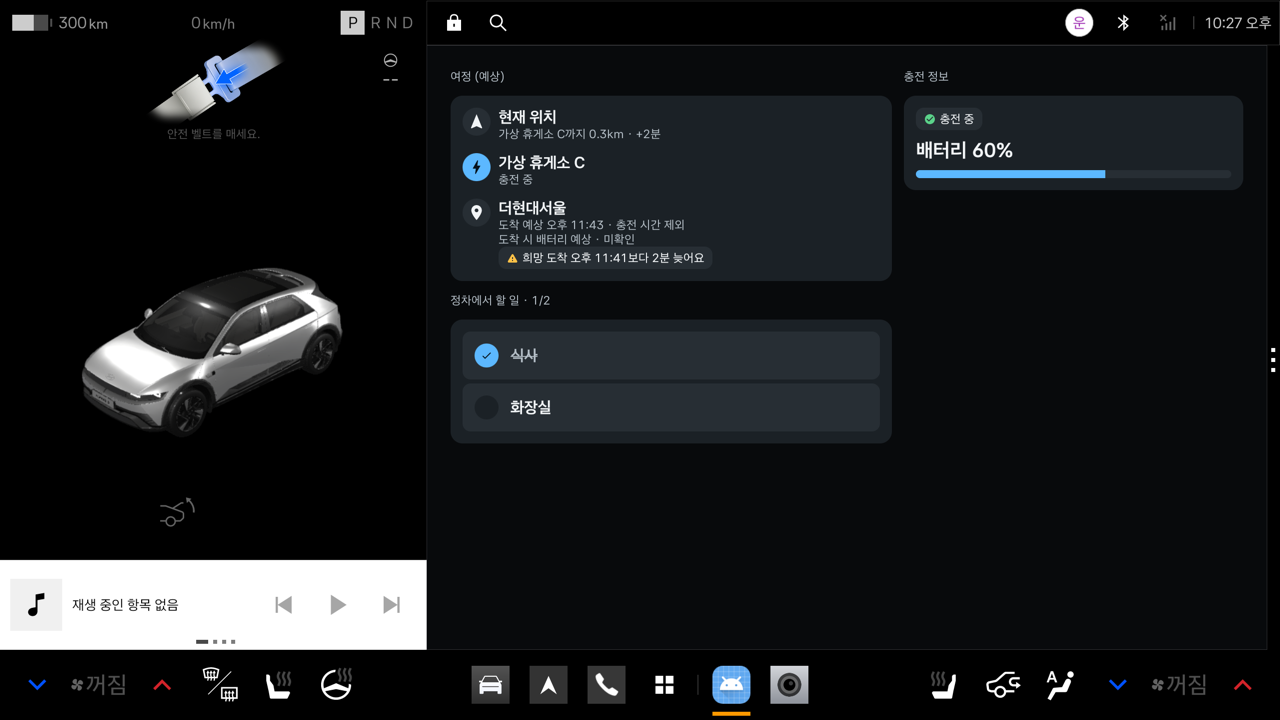 300 km
0 km/h
P R N D
안전 벨트를 매세요.
--
재생 중인 항목 없음
운
10:27 오후
여정 (예상)
현재 위치
가상 휴게소 C까지 0.3km · +2분
가상 휴게소 C
충전 중
더현대서울
도착 예상 오후 11:43 · 충전 시간 제외
도착 시 배터리 예상 · 미확인
희망 도착 오후 11:41보다 2분 늦어요
정차에서 할 일 · 1/2
식사
화장실
충전 정보
충전 중
배터리 60%
꺼짐
A
꺼짐